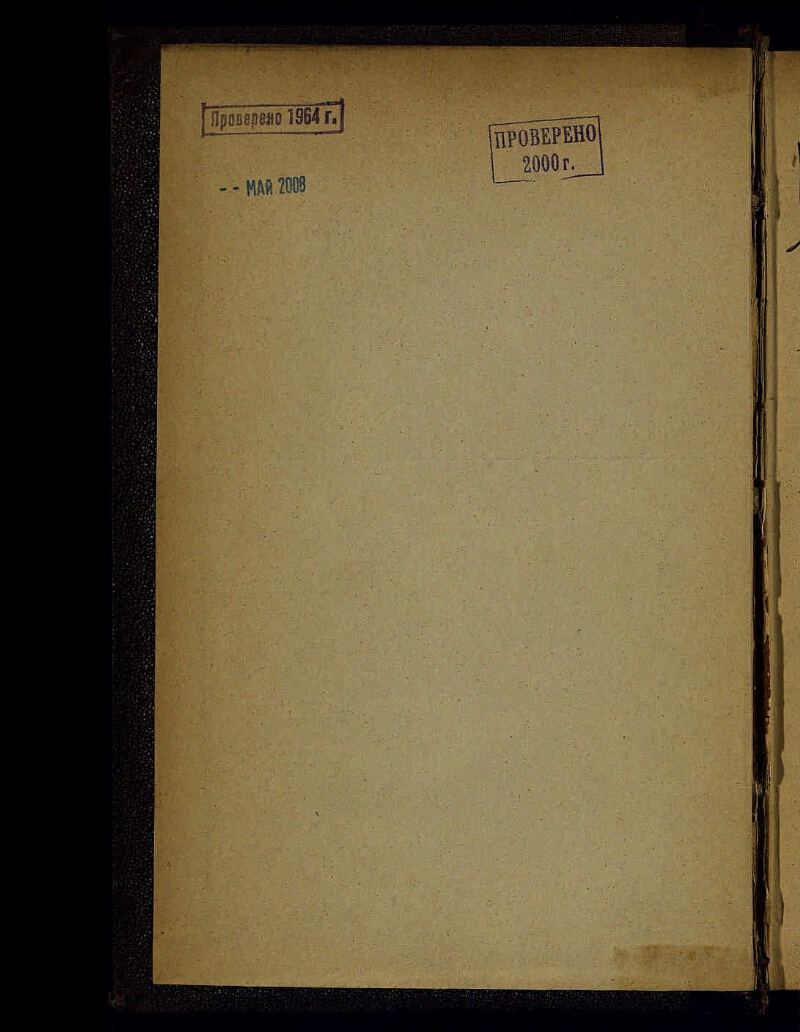 Проверено 1964 г.
ПРОВЕРЕНО
2000 г.
- - МАЙ 2008